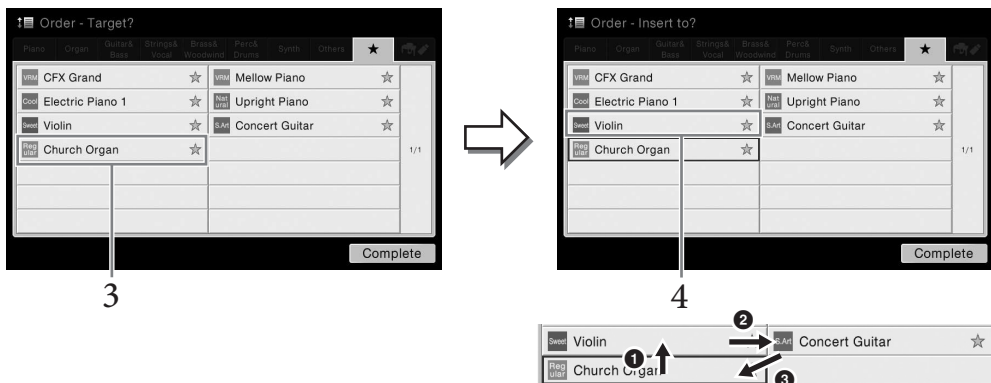 Order - Target?
Piano Organ Guitar& Bass Strings& Vocal Brass& Woodwind Perc& Drums Synth Others ★
VRM CFX Grand ☆ VRM Mellow Piano ☆
Cool Electric Piano 1 ☆ Natural Upright Piano ☆
Sweet Violin ☆ S.Art Concert Guitar ☆
Regular Church Organ ☆
1/1
Complete
3
Order - Insert to?
Piano Organ Guitar& Bass Strings& Vocal Brass& Woodwind Perc& Drums Synth Others ★
VRM CFX Grand ☆ VRM Mellow Piano ☆
Cool Electric Piano 1 ☆ Natural Upright Piano ☆
Sweet Violin ☆ S.Art Concert Guitar ☆
Regular Church Organ ☆
1/1
Complete
4
Sweet Violin ❷ S.Art Concert Guitar ☆
Regular Church Organ ❶ ❸